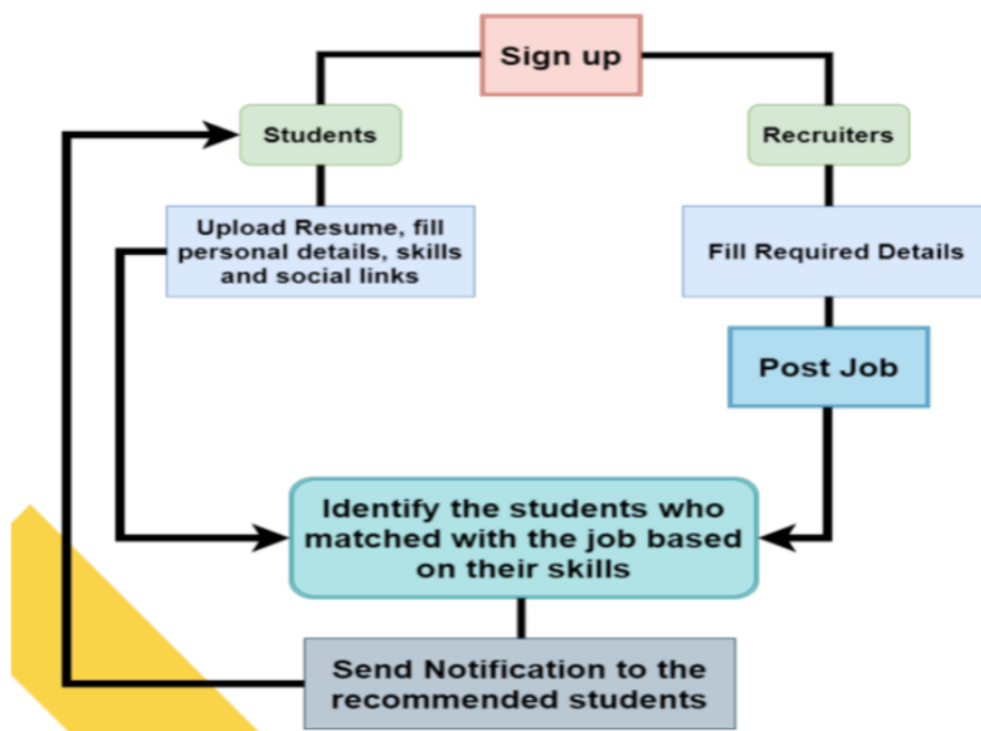 Sign up
Students
Recruiters
Upload Resume, fill
personal details, skills
and social links
Fill Required Details
Post Job
Identify the students who
matched with the job based
on their skills
Send Notification to the
recommended students